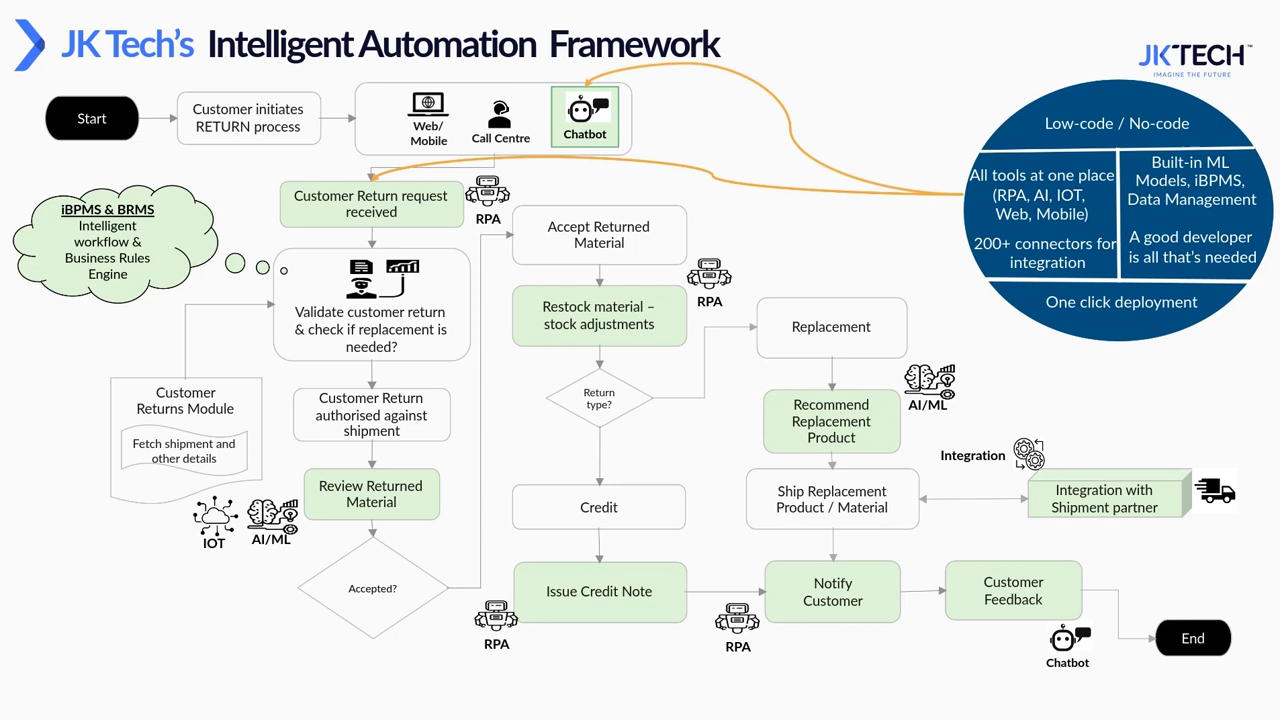 JK Tech's Intelligent Automation Framework
JKTECH™
IMAGINE THE FUTURE
Start
Customer initiates
RETURN process
Web/
Mobile
Call Centre
Chatbot
Low-code / No-code
All tools at one place
(RPA, AI, IOT,
Web, Mobile)
200+ connectors for
integration
Built-in ML
Models, iBPMS,
Data Management
A good developer
is all that's needed
One click deployment
iBPMS & BRMS
Intelligent
workflow &
Business Rules
Engine
Customer Return request
received
RPA
Validate customer return
& check if replacement is
needed?
Customer
Returns Module
Fetch shipment and
other details
Customer Return
authorised against
shipment
Review Returned
Material
IOT
AI/ML
Accepted?
Accept Returned
Material
Restock material –
stock adjustments
RPA
Return
type?
Credit
Issue Credit Note
RPA
Replacement
Recommend
Replacement
Product
AI/ML
Ship Replacement
Product / Material
Integration
Integration with
Shipment partner
Notify
Customer
RPA
Customer
Feedback
Chatbot
End